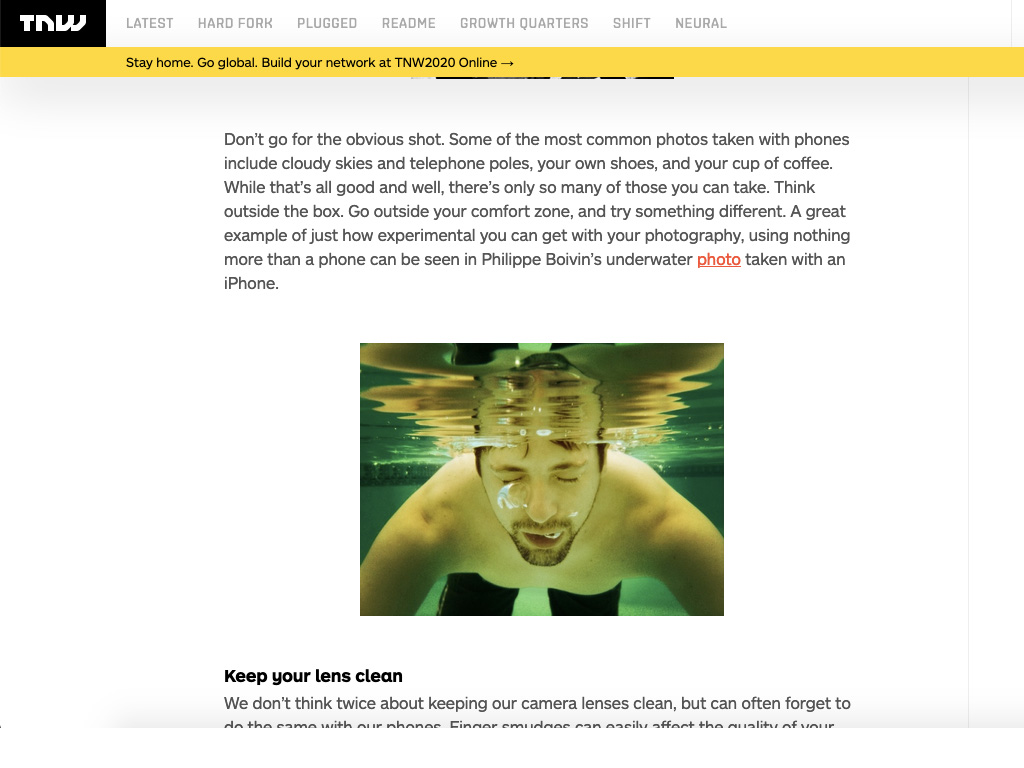 TNW
LATEST HARD FORK PLUGGED README GROWTH QUARTERS SHIFT NEURAL
Stay home. Go global. Build your network at TNW2020 Online →
Don’t go for the obvious shot. Some of the most common photos taken with phones
include cloudy skies and telephone poles, your own shoes, and your cup of coffee.
While that’s all good and well, there’s only so many of those you can take. Think
outside the box. Go outside your comfort zone, and try something different. A great
example of just how experimental you can get with your photography, using nothing
more than a phone can be seen in Philippe Boivin’s underwater photo taken with an
iPhone.
Keep your lens clean
We don’t think twice about keeping our camera lenses clean, but can often forget to
do the same with our phones. Finger smudges can easily affect the quality of your